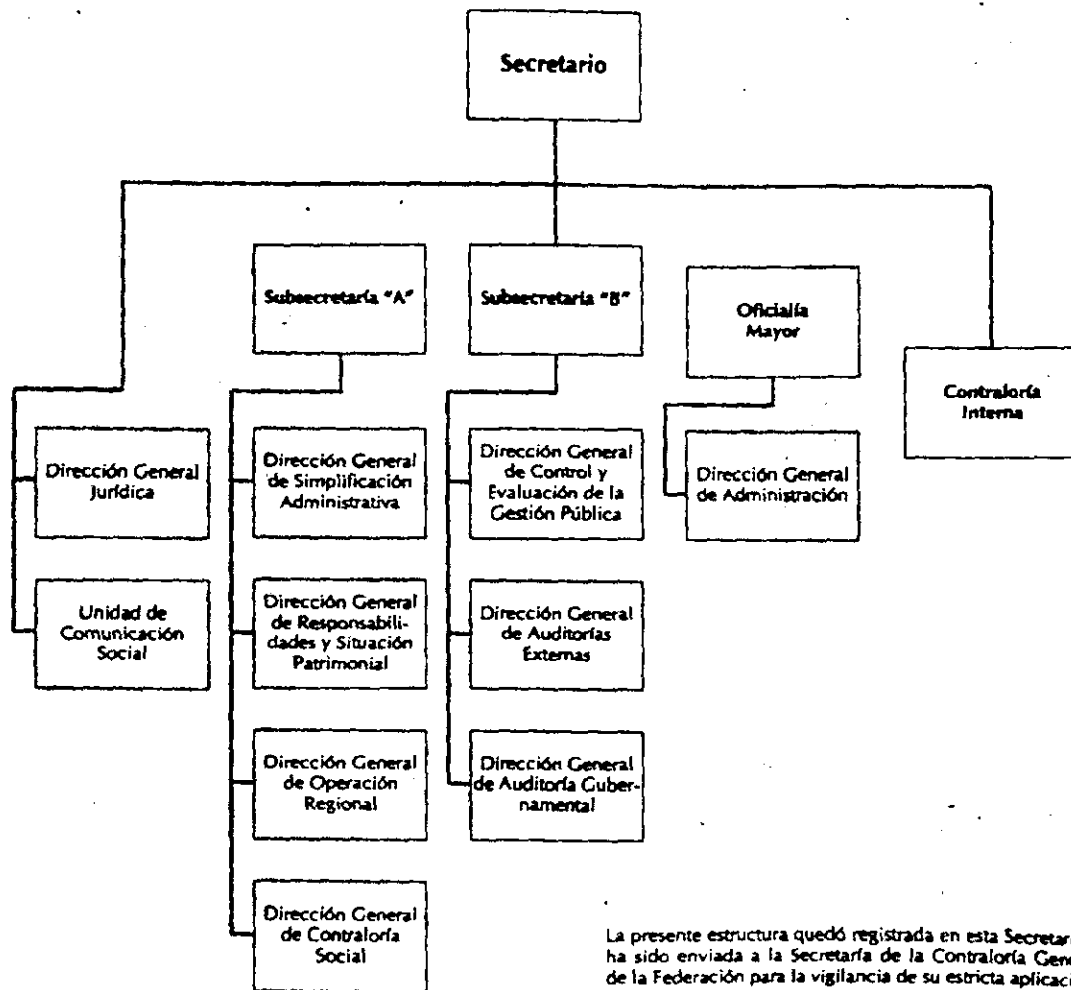 Secretario
Subsecretaría "A"
Subsecretaría "B"
Oficialía
Mayor
Contraloría
Interna
Dirección General
Jurídica
Dirección General
de Simplificación
Administrativa
Dirección General
de Control y
Evaluación de la
Gestión Pública
Dirección General
de Administración
Unidad de
Comunicación
Social
Dirección General
de Responsabili-
dades y Situación
Patrimonial
Dirección General
de Auditorías
Externas
Dirección General
de Operación
Regional
Dirección General
de Auditoría Guber-
namental
Dirección General
de Contraloría
Social
La presente estructura quedó registrada en esta
ha sido enviada a la Secretaría de la Contraloría
de la Federación para la vigilancia de su estricta